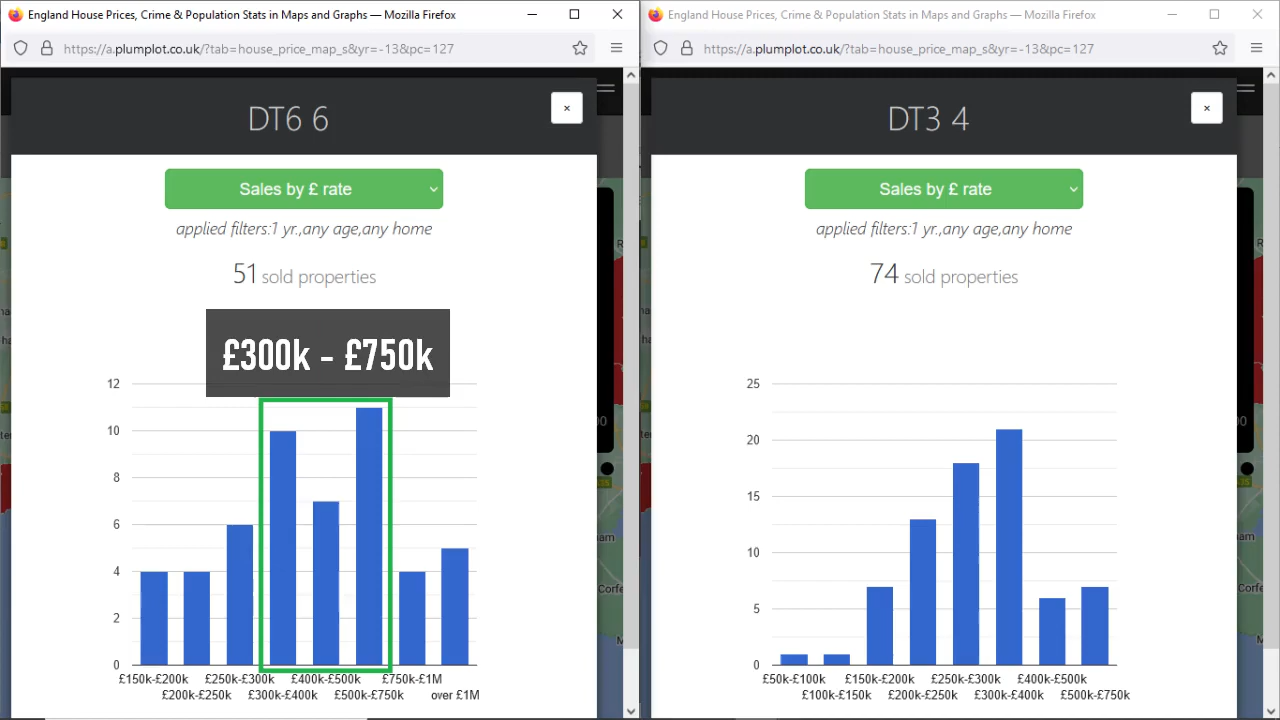 England House Prices, Crime & Population Stats in Maps and Graphs — Mozilla Firefox
https://a.plumplot.co.uk/?tab=house_price_map_s&yr=-13&pc=127
DT6 6
×
Sales by £ rate
applied filters:1 yr.,any age,any home
51 sold properties
£300k - £750k
12
10
8
6
4
2
0
£150k-£200k £250k-£300k £400k-£500k £750k-£1M
£200k-£250k £300k-£400k £500k-£750k over £1M
England House Prices, Crime & Population Stats in Maps and Graphs — Mozilla Firefox
https://a.plumplot.co.uk/?tab=house_price_map_s&yr=-13&pc=127
DT3 4
×
Sales by £ rate
applied filters:1 yr.,any age,any home
74 sold properties
25
20
15
10
5
0
£50k-£100k £150k-£200k £250k-£300k £400k-£500k
£100k-£150k £200k-£250k £300k-£400k £500k-£750k